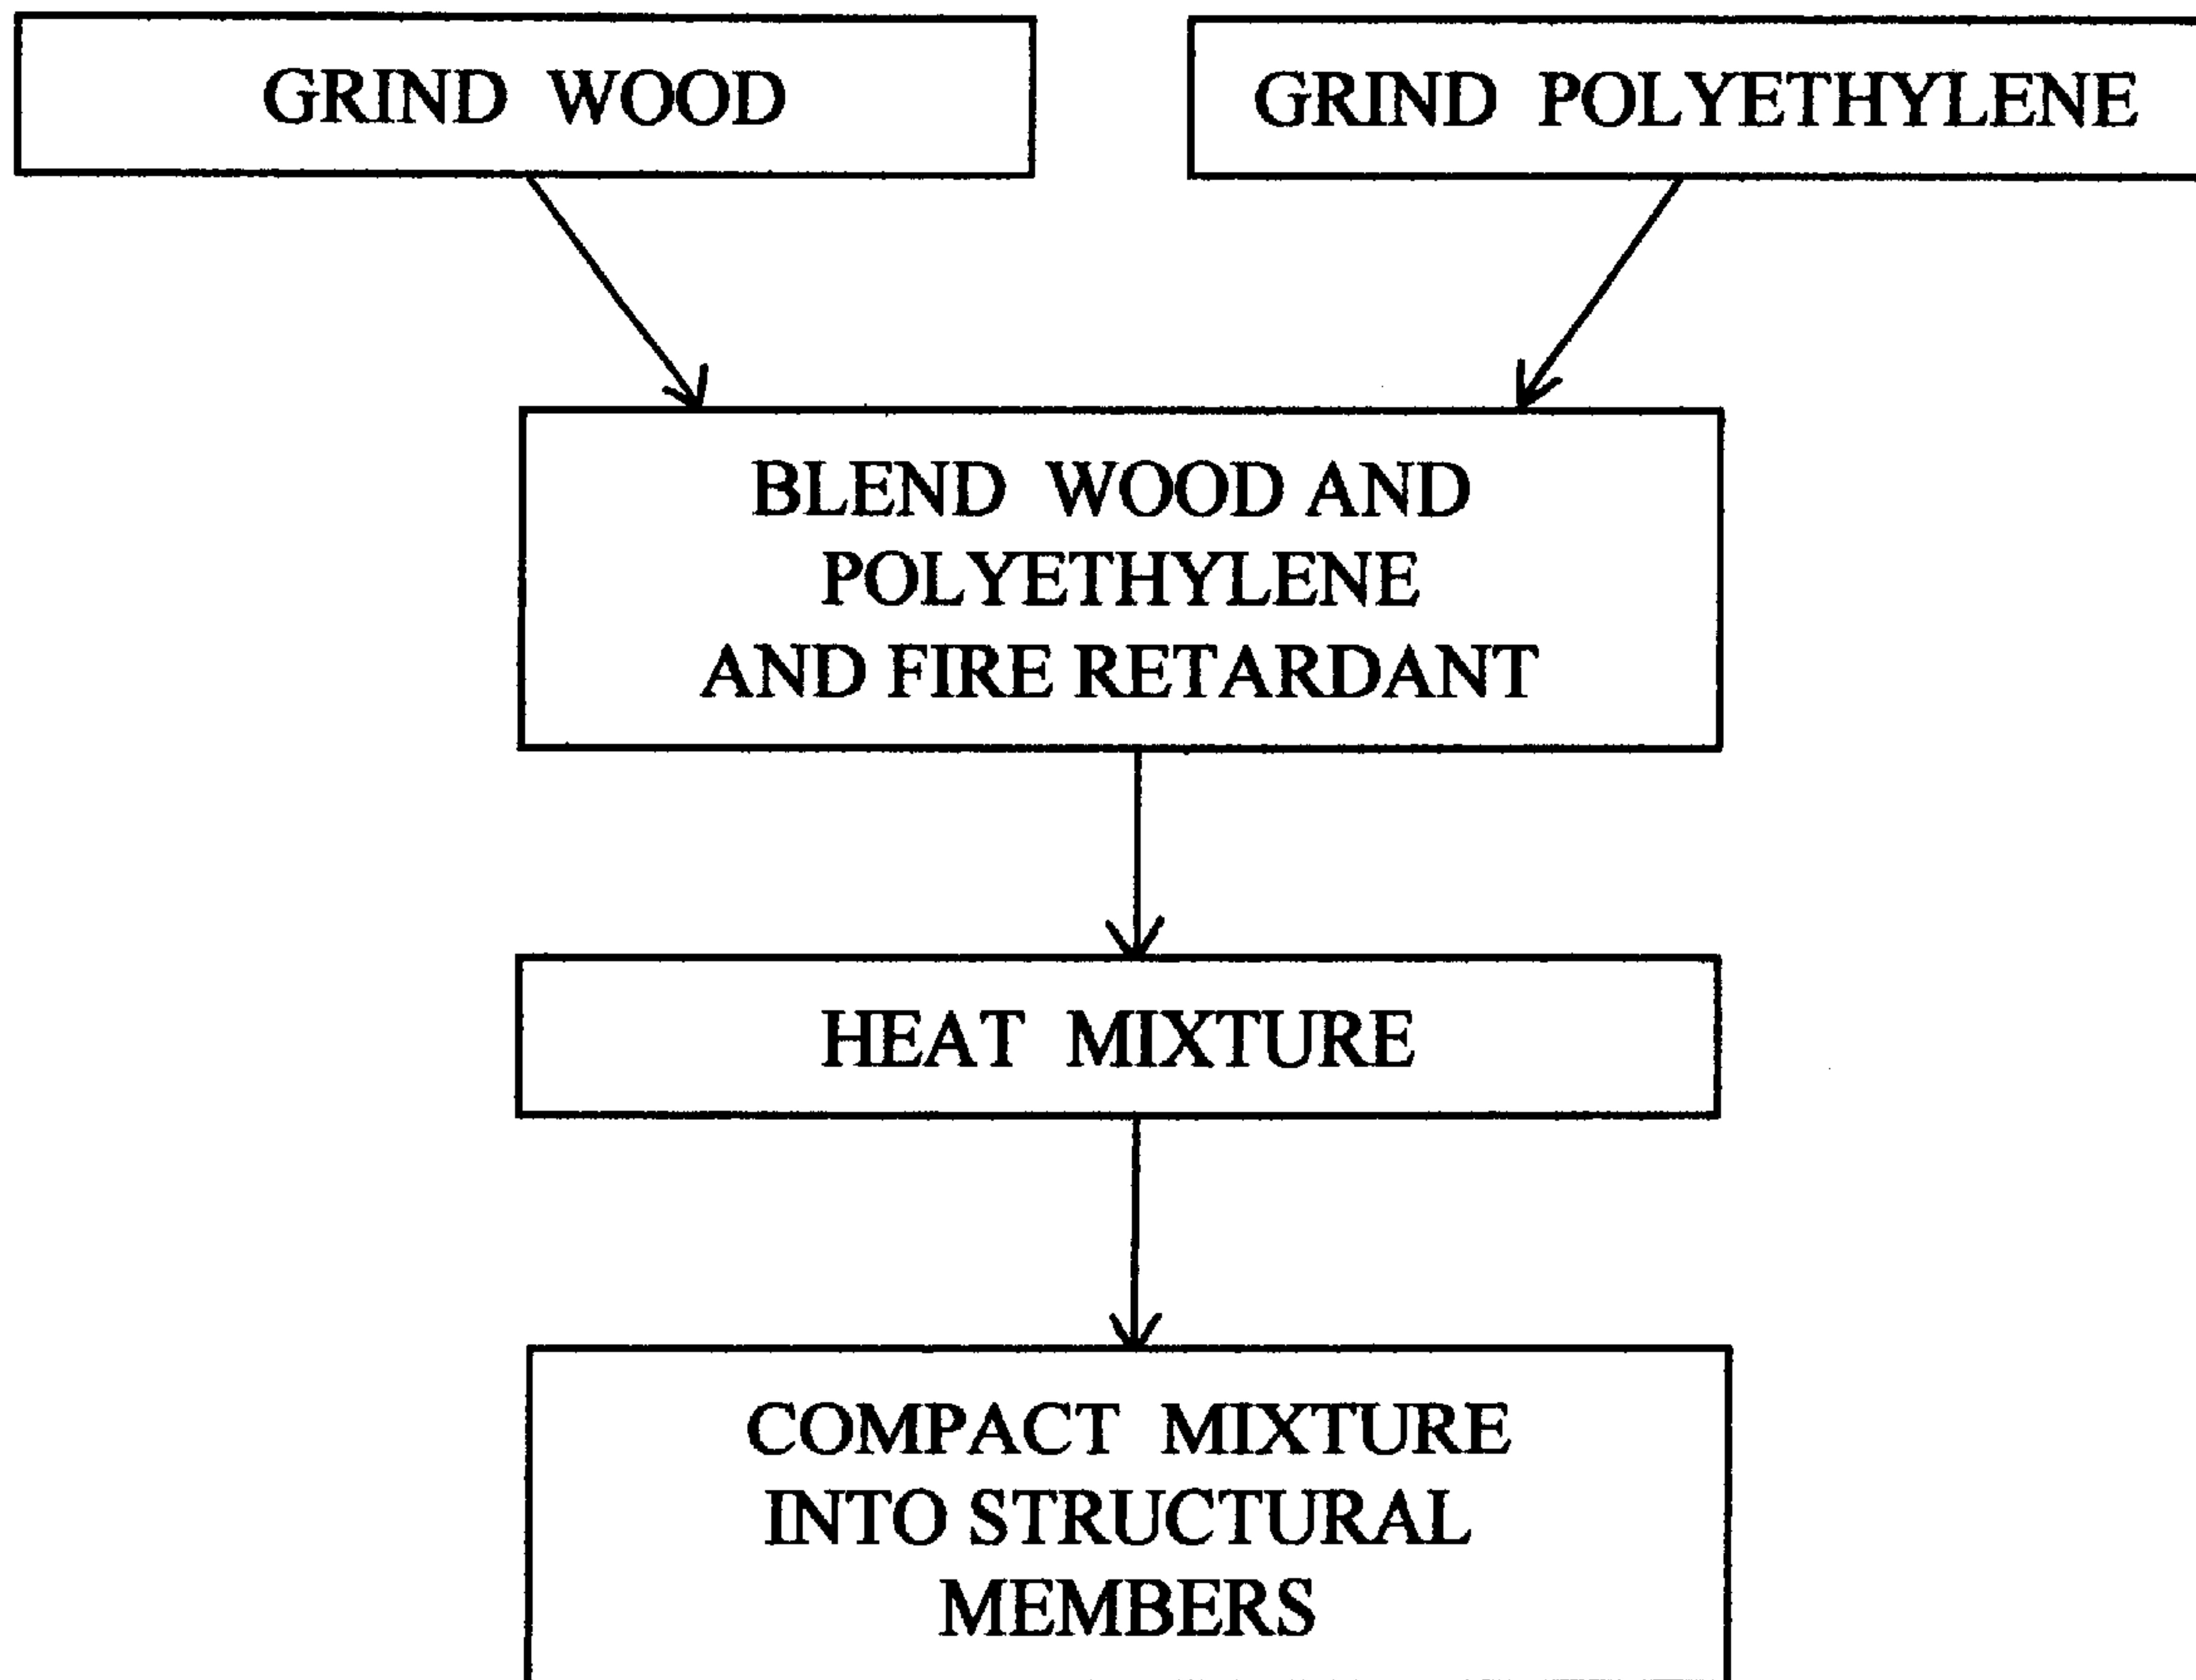 GRIND WOOD
GRIND POLYETHYLENE
BLEND WOOD AND
POLYETHYLENE
AND FIRE RETARDANT
HEAT MIXTURE
COMPACT MIXTURE
INTO STRUCTURAL
MEMBERS